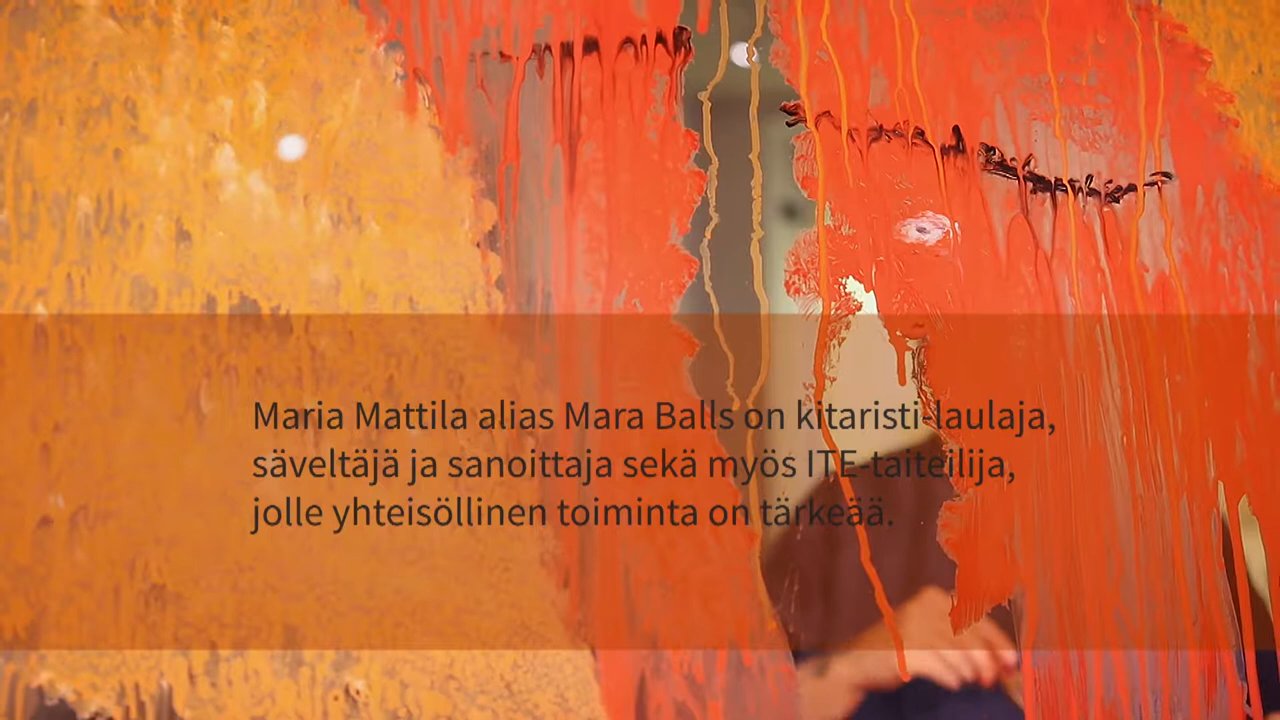 Maria Mattila alias Mara Balls on kitaristi-laulaja,
säveltäjä ja sanoittaja sekä myös ITE-taiteilija,
jolle yhteisöllinen toiminta on tärkeää.